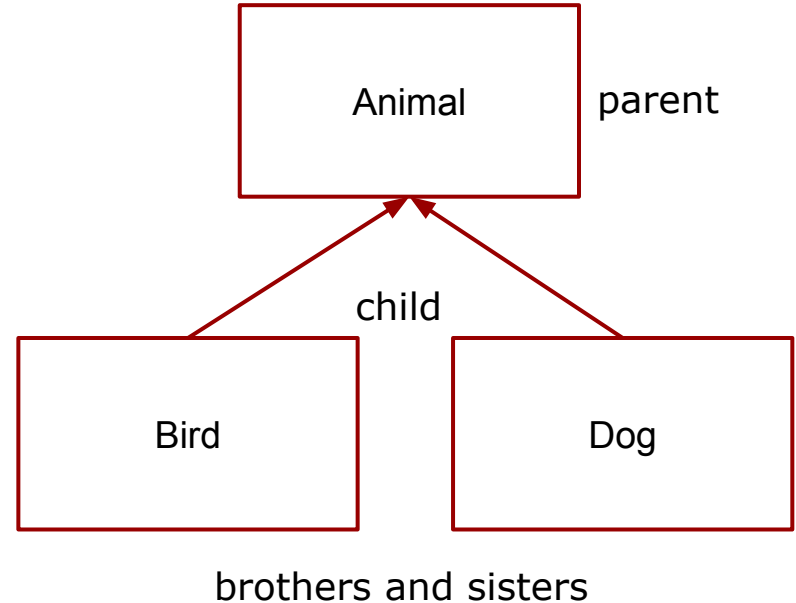 Animal
parent
child
Bird
Dog
brothers and sisters